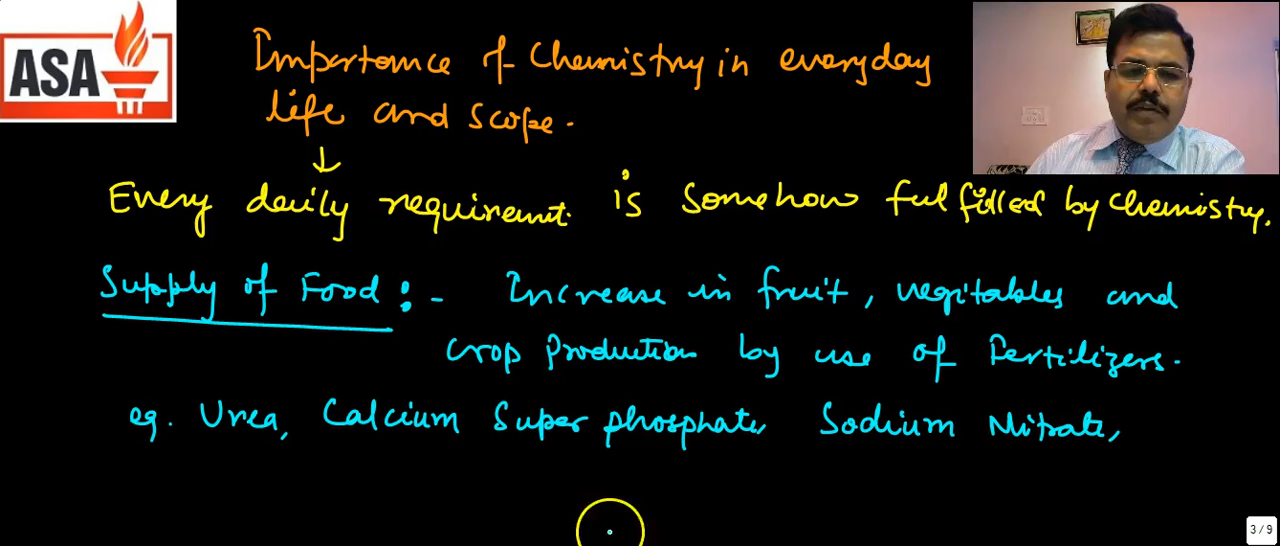 ASA
Importance of Chemistry in everyday
life and scope.
Every daily requiremnt. is somehow fulfilled by Chemistry.
Supply of Food :- Increase in fruit, vegitables and
crop Production by use of Fertilizers.
eg. Urea, Calcium Superphosphate, Sodium Nitrate,
3/9